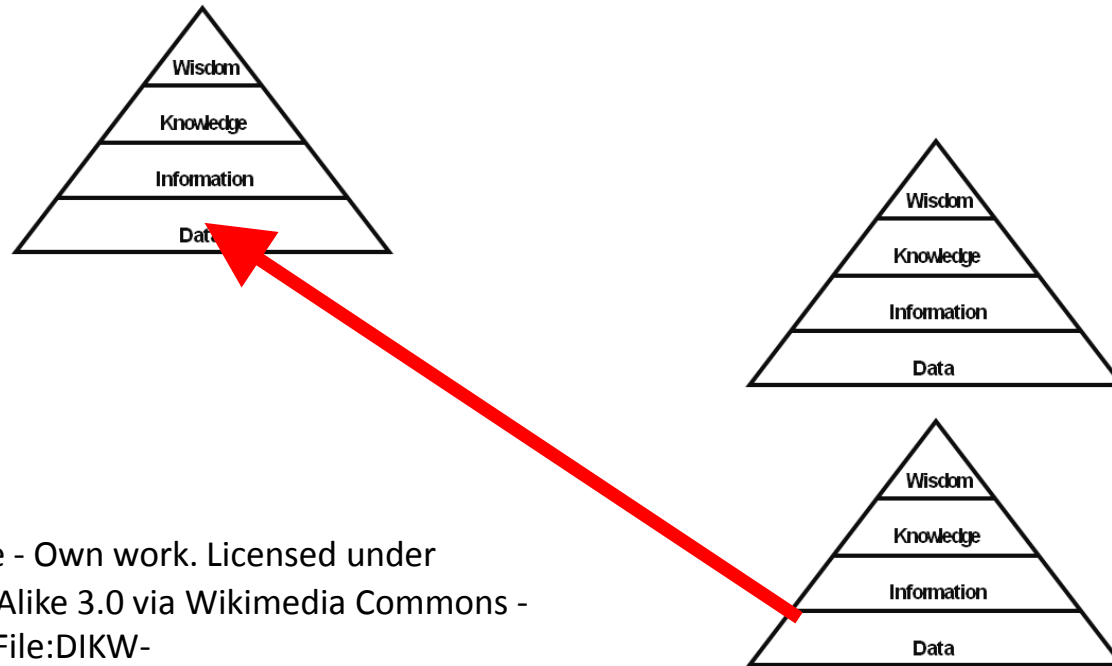 Wisdom
Knowledge
Information
Data
Wisdom
Knowledge
Information
Data
Wisdom
Knowledge
Information
Data
e - Own work. Licensed under
Alike 3.0 via Wikimedia Commons -
File:DIKW-